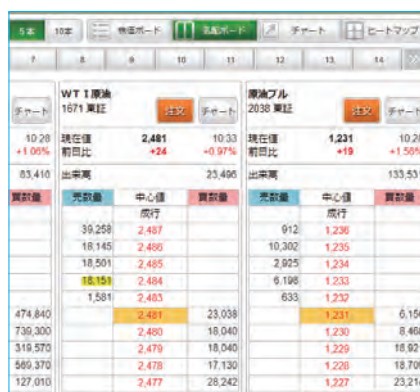 5本 10本 株価ボード 気配ボード チャート ヒートマップ
7 8 9 10 11 12 13 14
WTI原油 原油ブル
チャート 1671 東証 注文 チャート 2038 東証 注文 チャート
10:28 現在値 2,481 10:33 現在値 1,231 10:28
+1.06% 前日比 +24 +0.97% 前日比 +19 +1.56%
83,416 出来高 23,496 出来高 133,531
買数量 売数量 中心値 買数量 売数量 中心値 買数量
成行 成行
39,258 2,487 912 1,236
18,145 2,486 10,302 1,235
18,501 2,485 2,925 1,234
18,151 2,484 6,198 1,233
1,581 2,483 633 1,232
474,840 2,481 23,038 1,231 6,15
739,300 2,480 18,040 1,230 8,46
319,570 2,479 18,040 1,229 18,92
569,370 2,478 17,130 1,228 18,70
127,010 2,477 28,242 1,227 23,45